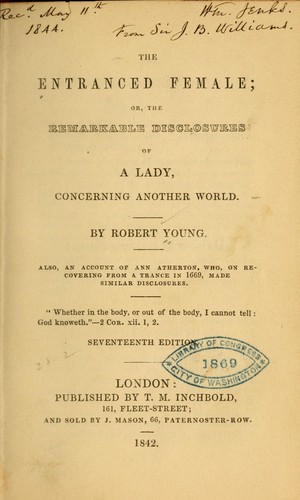 Rec'd May 11th Wm. Jenks.
1844. From Sir J. B. Williams.
THE
ENTRANCED FEMALE;
OR, THE
REMARKABLE DISCLOSURES
OF
A LADY,
CONCERNING ANOTHER WORLD.
BY ROBERT YOUNG.
ALSO, AN ACCOUNT OF ANN ATHERTON, WHO, ON RE-
COVERING FROM A TRANCE IN 1669, MADE
SIMILAR DISCLOSURES.
"Whether in the body, or out of the body, I cannot tell:
God knoweth."—2 Cor. xii. 1, 2.
SEVENTEENTH EDITION.
LIBRARY OF CONGRESS
1869
CITY OF WASHINGTON
LONDON:
PUBLISHED BY T. M. INCHBOLD,
161, FLEET-STREET;
AND SOLD BY J. MASON, 66, PATERNOSTER-ROW.
1842.